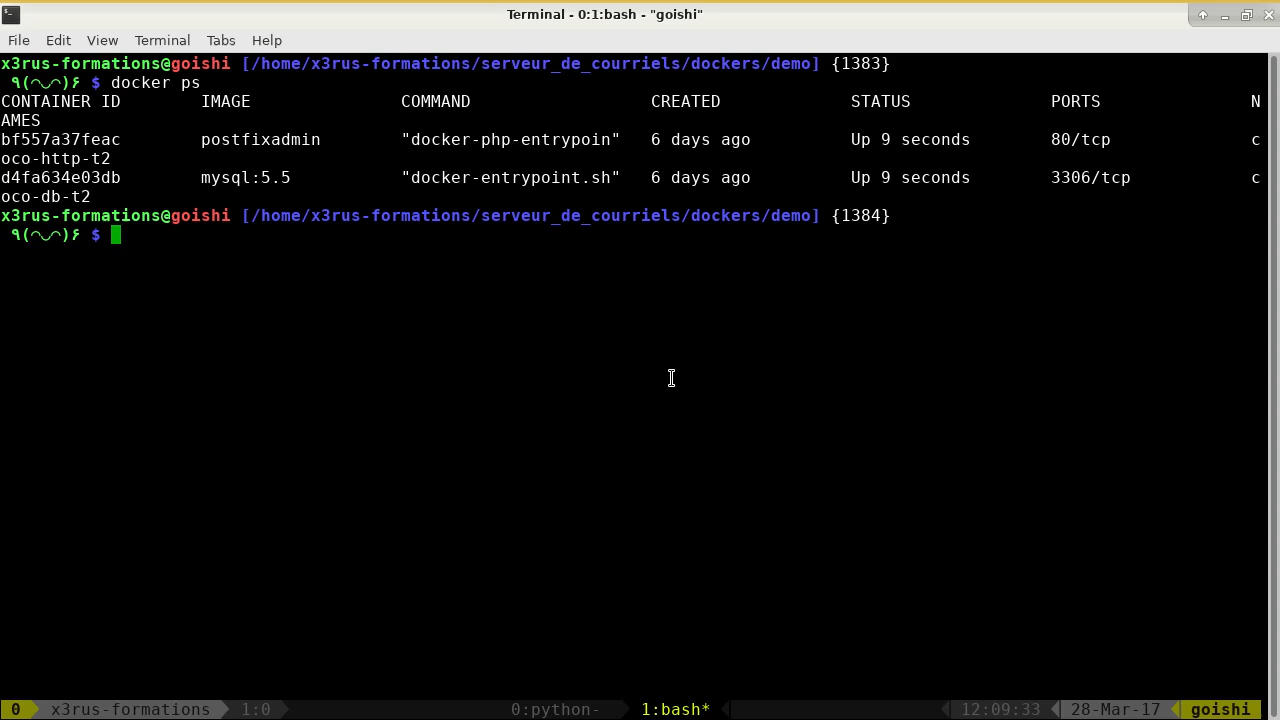 Terminal - 0:1:bash - "goishi"
File Edit View Terminal Tabs Help
x3rus-formations@goishi [/home/x3rus-formations/serveur_de_courriels/dockers/demo] {1383}
٩(◠◡◠)۶ $ docker ps
CONTAINER ID IMAGE COMMAND CREATED STATUS PORTS N
AMES
bf557a37feac postfixadmin "docker-php-entrypoin" 6 days ago Up 9 seconds 80/tcp c
oco-http-t2
d4fa634e03db mysql:5.5 "docker-entrypoint.sh" 6 days ago Up 9 seconds 3306/tcp c
oco-db-t2
x3rus-formations@goishi [/home/x3rus-formations/serveur_de_courriels/dockers/demo] {1384}
٩(◠◡◠)۶ $
0 x3rus-formations 1:0 0:python- 1:bash* 12:09:33 28-Mar-17 goishi